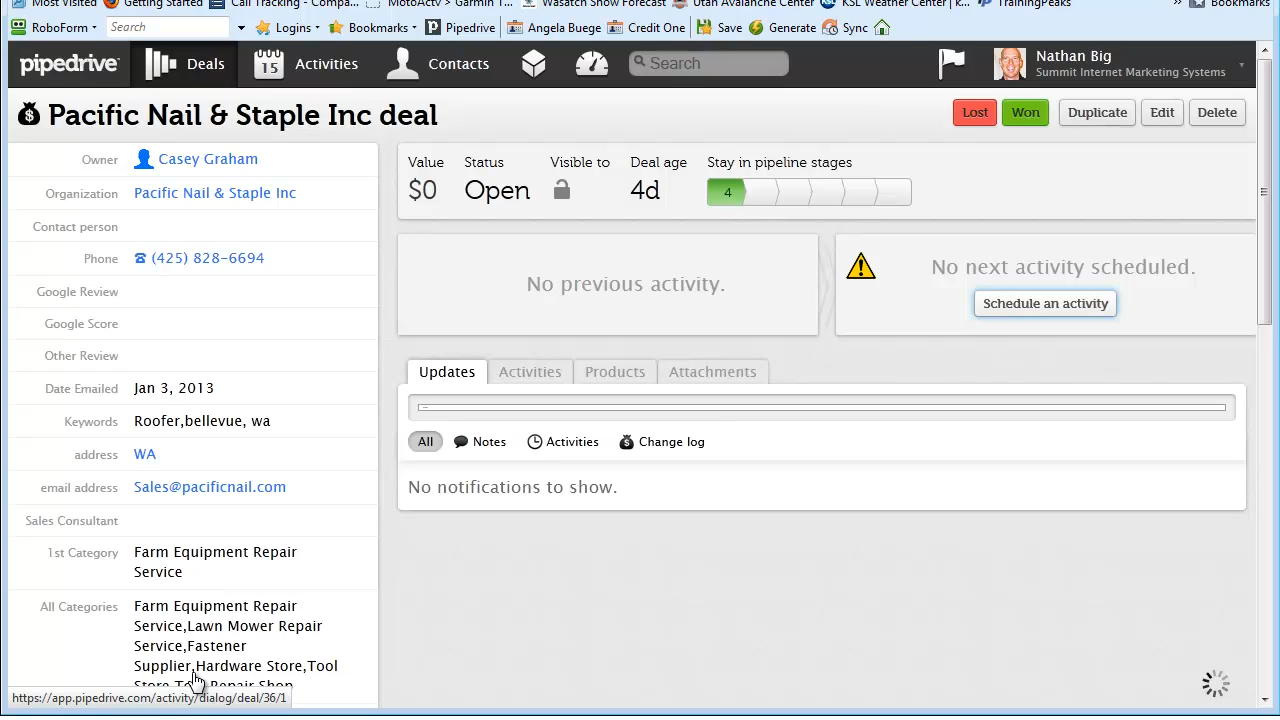 Most Visited Getting Started Call Tracking - Compa... MotoActv > Garmin T... Wasatch Snow Forecast Utah Avalanche Center KSL Weather Center | k... TrainingPeaks » Bookmarks
RoboForm Search Logins Bookmarks Pipedrive Angela Buege Credit One Save Generate Sync
pipedrive Deals 15 Activities Contacts Search Nathan Big
Summit Internet Marketing Systems
Pacific Nail & Staple Inc deal Lost Won Duplicate Edit Delete
Owner Casey Graham
Organization Pacific Nail & Staple Inc
Contact person
Phone (425) 828-6694
Google Review
Google Score
Other Review
Date Emailed Jan 3, 2013
Keywords Roofer,bellevue, wa
address WA
email address Sales@pacificnail.com
Sales Consultant
1st Category Farm Equipment Repair
Service
All Categories Farm Equipment Repair
Service,Lawn Mower Repair
Service,Fastener
Supplier,Hardware Store,Tool
Store,Tool Repair Shop
https://app.pipedrive.com/activity/dialog/deal/36/1
Value Status Visible to Deal age Stay in pipeline stages
$0 Open 4d 4
No previous activity.
No next activity scheduled.
Schedule an activity
Updates Activities Products Attachments
All Notes Activities Change log
No notifications to show.